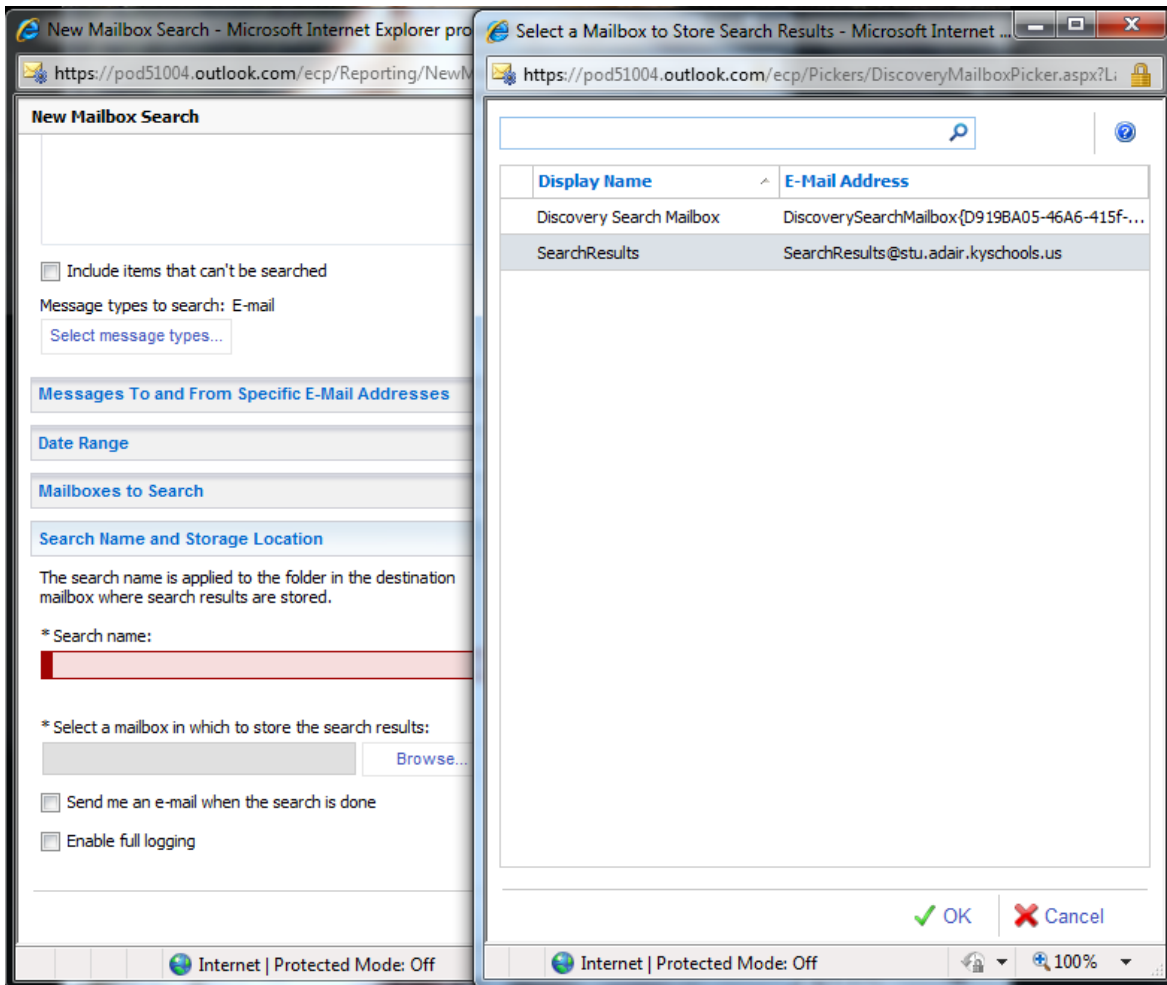 New Mailbox Search - Microsoft Internet Explorer pro
https://pod51004.outlook.com/ecp/Reporting/NewM
New Mailbox Search
Include items that can't be searched
Message types to search: E-mail
Select message types...
Messages To and From Specific E-Mail Addresses
Date Range
Mailboxes to Search
Search Name and Storage Location
The search name is applied to the folder in the destination
mailbox where search results are stored.
* Search name:
* Select a mailbox in which to store the search results:
Browse...
Send me an e-mail when the search is done
Enable full logging
Internet | Protected Mode: Off
Select a Mailbox to Store Search Results - Microsoft Internet ...
https://pod51004.outlook.com/ecp/Pickers/DiscoveryMailboxPicker.aspx?La
Display Name E-Mail Address
Discovery Search Mailbox DiscoverySearchMailbox{D919BA05-46A6-415f-...
SearchResults SearchResults@stu.adair.kyschools.us
OK Cancel
Internet | Protected Mode: Off 100%